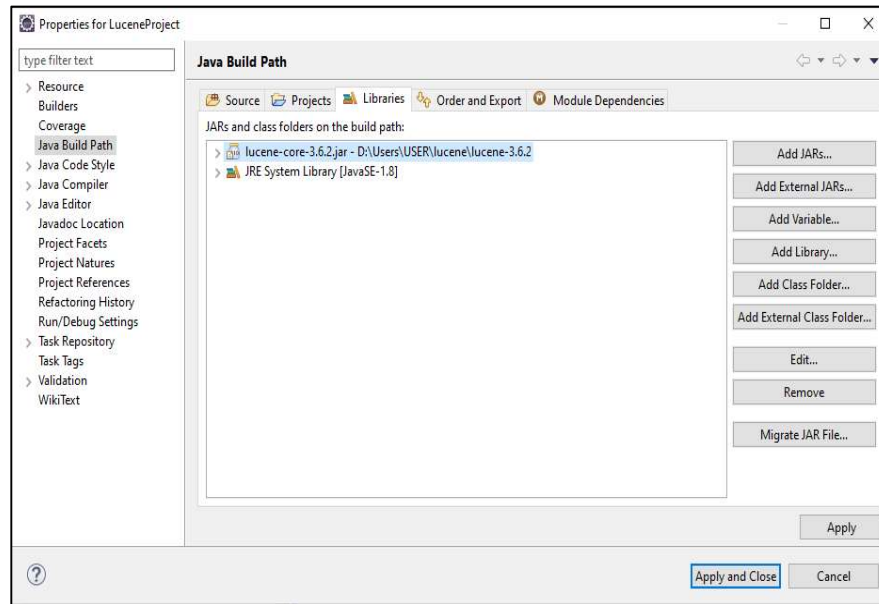 Properties for LuceneProject
type filter text
Resource
Builders
Coverage
Java Build Path
Java Code Style
Java Compiler
Java Editor
Javadoc Location
Project Facets
Project Natures
Project References
Refactoring History
Run/Debug Settings
Task Repository
Task Tags
Validation
WikiText
Java Build Path
Source Projects Libraries Order and Export Module Dependencies
JARs and class folders on the build path:
lucene-core-3.6.2.jar - D:\Users\USER\lucene\lucene-3.6.2
JRE System Library [JavaSE-1.8]
Add JARs...
Add External JARs...
Add Variable...
Add Library...
Add Class Folder...
Add External Class Folder...
Edit...
Remove
Migrate JAR File...
Apply
Apply and Close Cancel